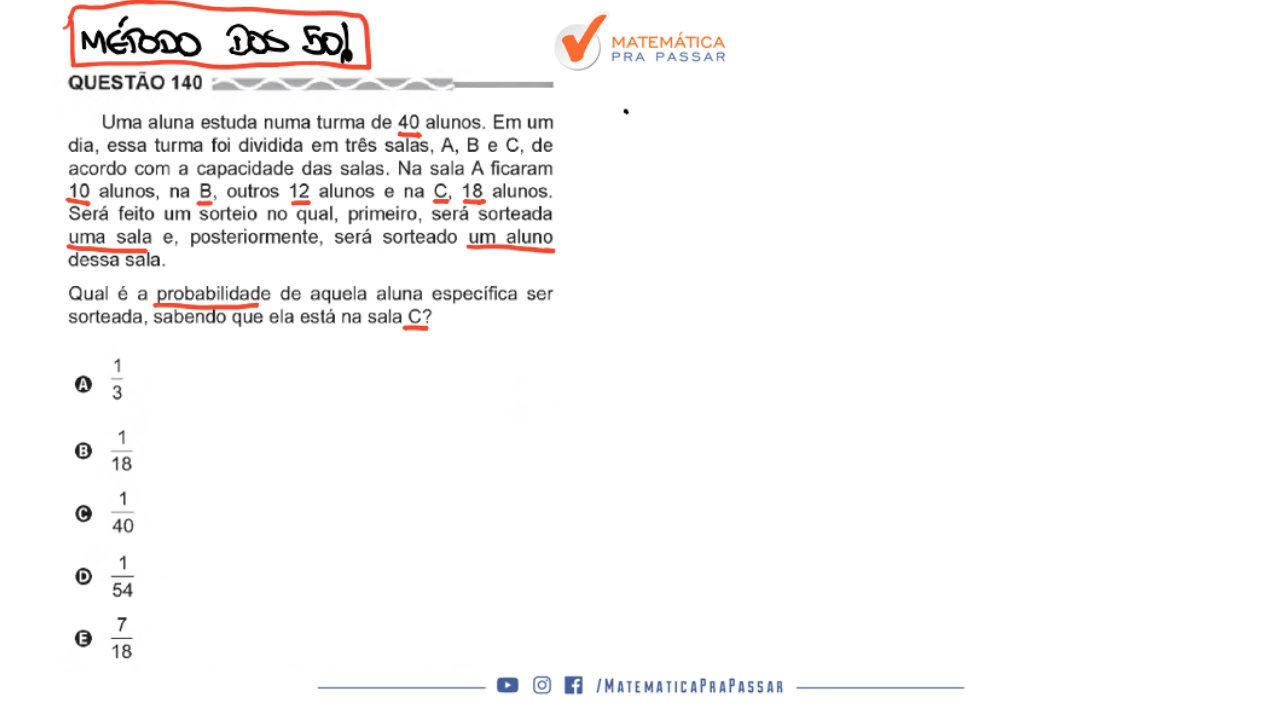 MÉTODO DOS 50!
MATEMÁTICA
PRA PASSAR
QUESTÃO 140
Uma aluna estuda numa turma de 40 alunos. Em um
dia, essa turma foi dividida em três salas, A, B e C, de
acordo com a capacidade das salas. Na sala A ficaram
10 alunos, na B, outros 12 alunos e na C, 18 alunos.
Será feito um sorteio no qual, primeiro, será sorteada
uma sala e, posteriormente, será sorteado um aluno
dessa sala.
Qual é a probabilidade de aquela aluna específica ser
sorteada, sabendo que ela está na sala C?
A 1/3
B 1/18
C 1/40
D 1/54
E 7/18
/MATEMATICAPRAPASSAR